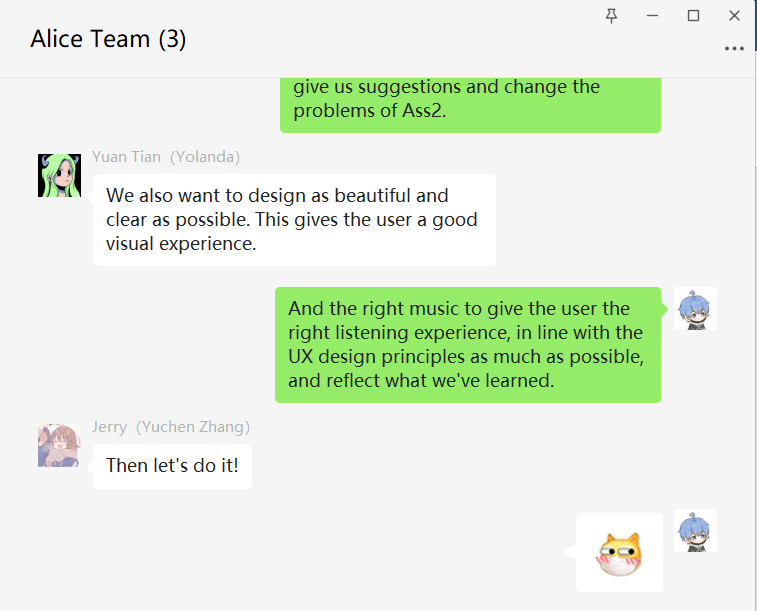 Alice Team (3)
give us suggestions and change the
problems of Ass2.
Yuan Tian (Yolanda)
We also want to design as beautiful and
clear as possible. This gives the user a good
visual experience.
And the right music to give the user the
right listening experience, in line with the
UX design principles as much as possible,
and reflect what we've learned.
Jerry (Yuchen Zhang)
Then let's do it!